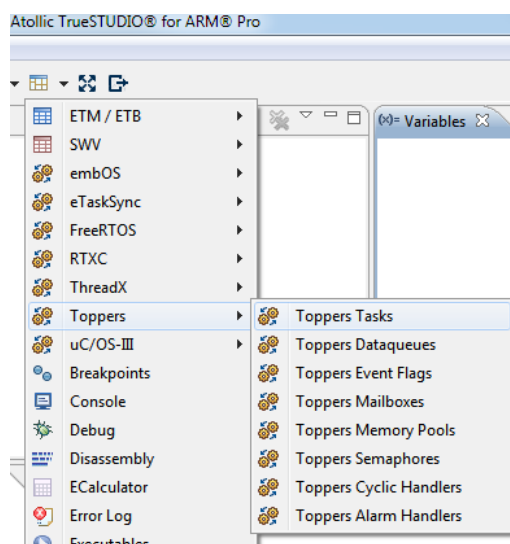 Atollic TrueSTUDIO® for ARM® Pro
(x)= Variables
ETM / ETB
SWV
embOS
eTaskSync
FreeRTOS
RTXC
ThreadX
Toppers
uC/OS-III
Breakpoints
Console
Debug
Disassembly
ECalculator
Error Log
Executables
Toppers Tasks
Toppers Dataqueues
Toppers Event Flags
Toppers Mailboxes
Toppers Memory Pools
Toppers Semaphores
Toppers Cyclic Handlers
Toppers Alarm Handlers